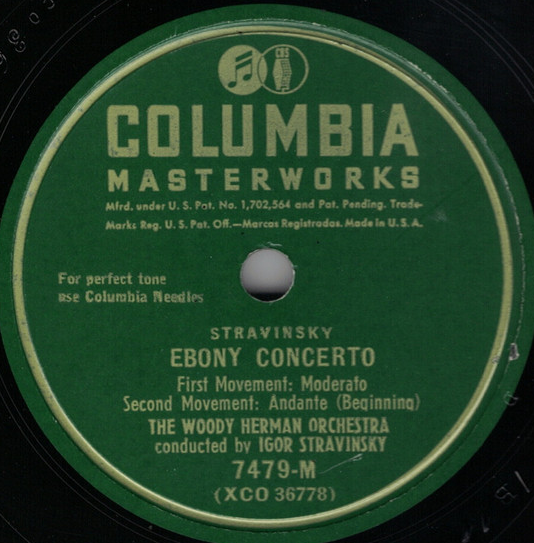 CBS
COLUMBIA
MASTERWORKS
Mfrd. under U. S. Pat. No. 1,702,564 and Pat. Pending. Trade-
Marks Reg. U. S. Pat. Off.—Marcas Registradas. Made in U. S. A.
For perfect tone
use Columbia Needles
STRAVINSKY
EBONY CONCERTO
First Movement: Moderato
Second Movement: Andante (Beginning)
THE WOODY HERMAN ORCHESTRA
conducted by IGOR STRAVINSKY
7479-M
(XCO 36778)